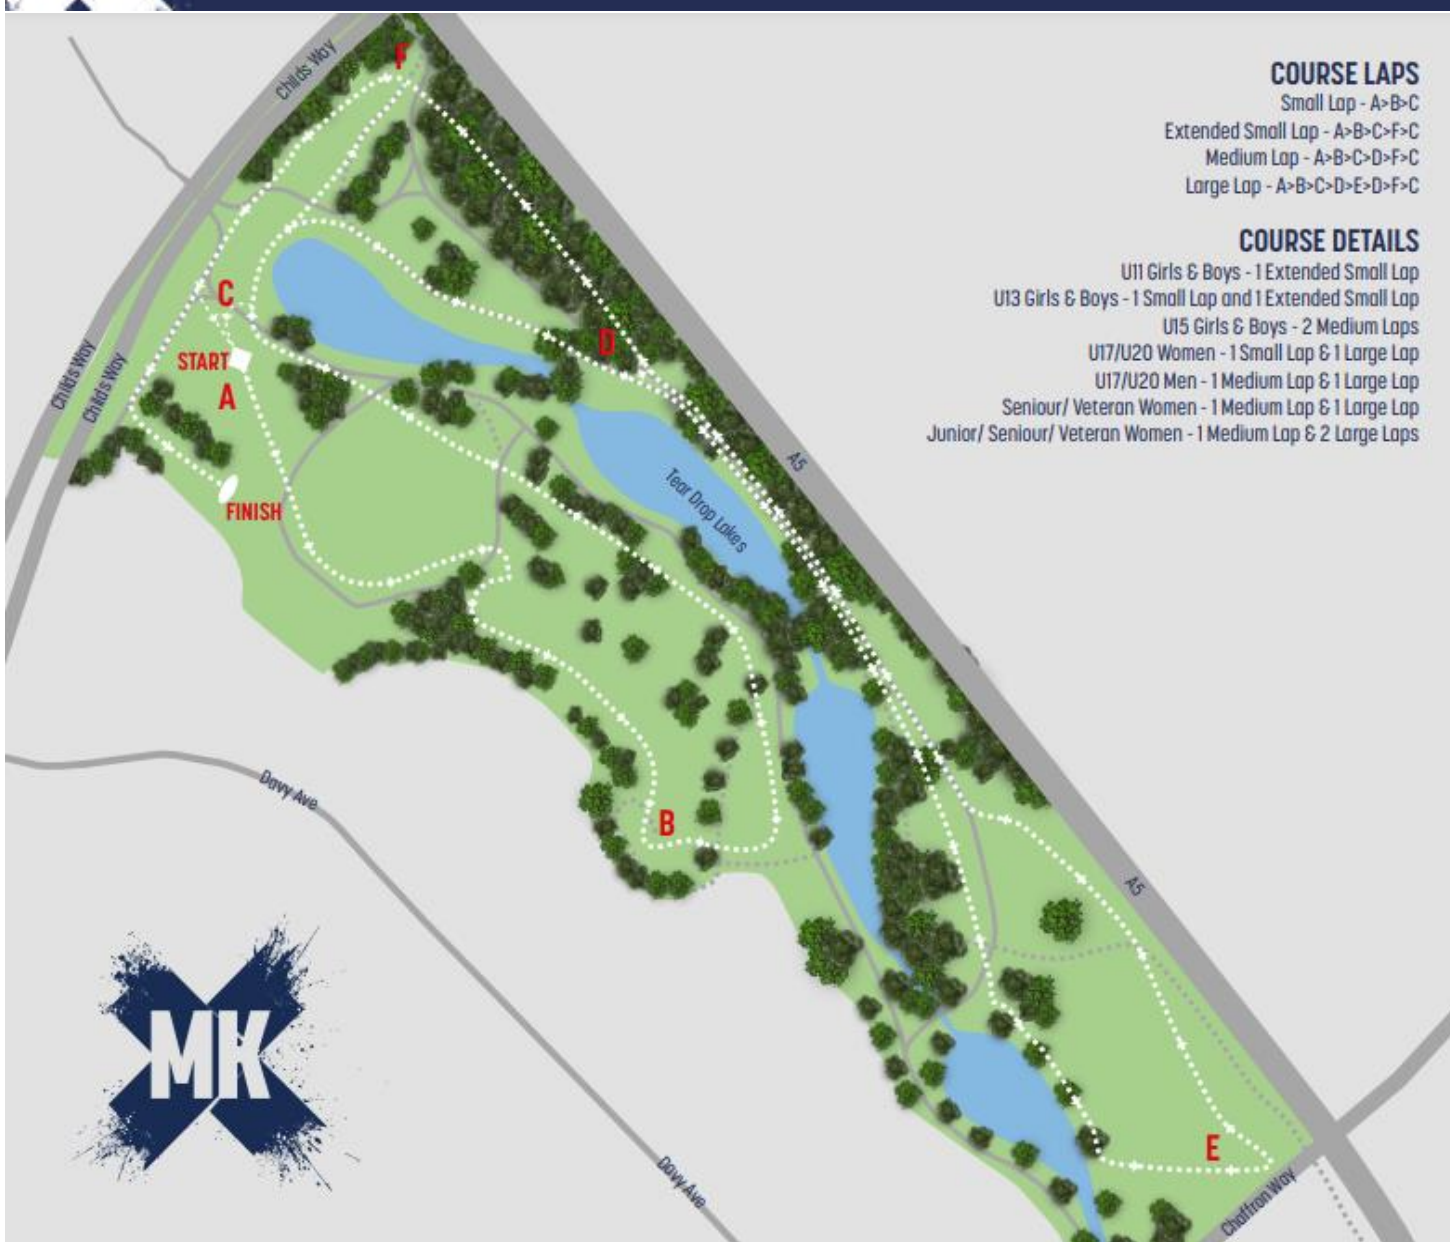 COURSE LAPS
Small Lap - A>B>C
Extended Small Lap - A>B>C>F>C
Medium Lap - A>B>C>D>F>C
Large Lap - A>B>C>D>E>D>F>C
COURSE DETAILS
U11 Girls & Boys - 1 Extended Small Lap
U13 Girls & Boys - 1 Small Lap and 1 Extended Small Lap
U15 Girls & Boys - 2 Medium Laps
U17/U20 Women - 1 Small Lap & 1 Large Lap
U17/U20 Men - 1 Medium Lap & 1 Large Lap
Seniour/ Veteran Women - 1 Medium Lap & 1 Large Lap
Junior/ Seniour/ Veteran Women - 1 Medium Lap & 2 Large Laps
F
Childs Way
C
START
A
Childs Way
Childs Way
FINISH
D
A5
Tear Drop Lakes
B
Davy Ave
A5
E
Chaffron Way
Davy Ave
MK